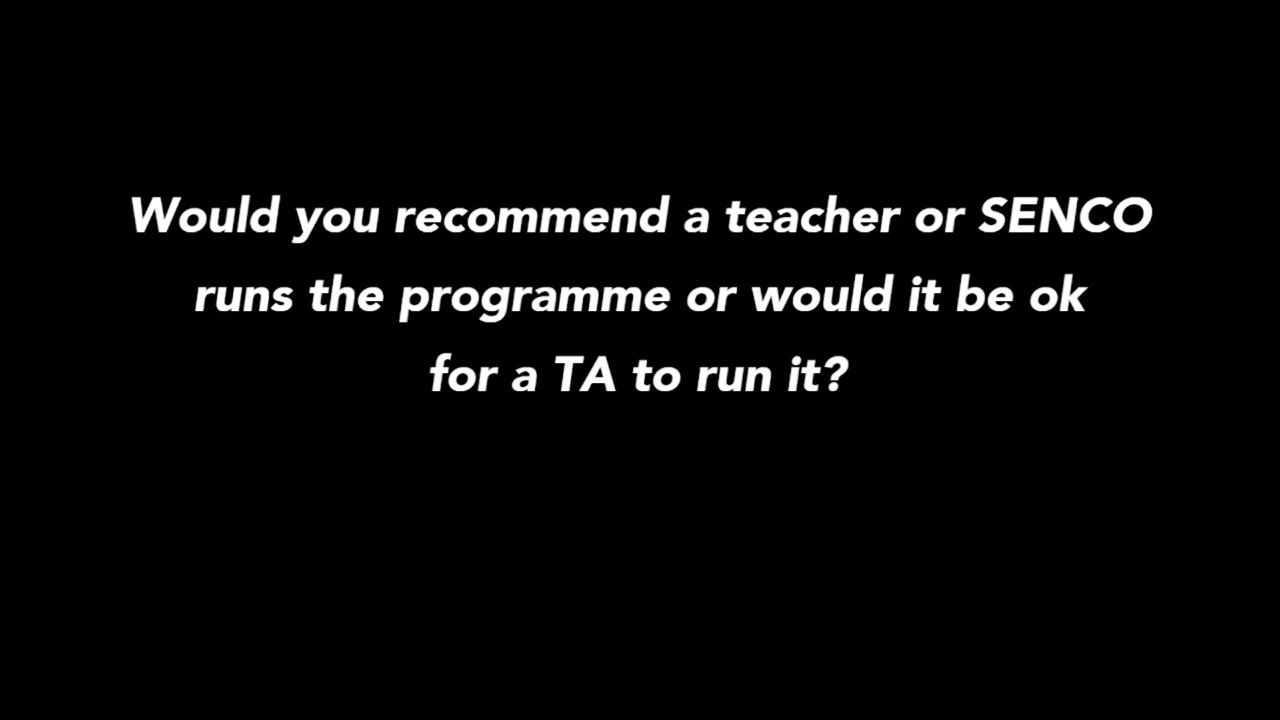 Would you recommend a teacher or SENCO
runs the programme or would it be ok
for a TA to run it?